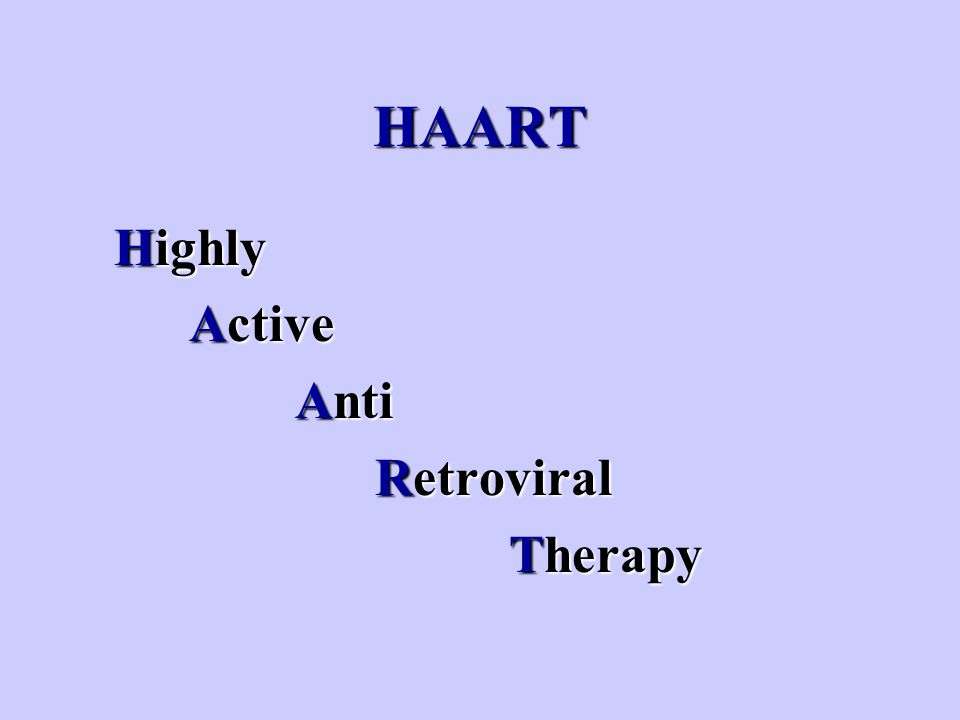 HAART
Highly
Active
Anti
Retroviral
Therapy